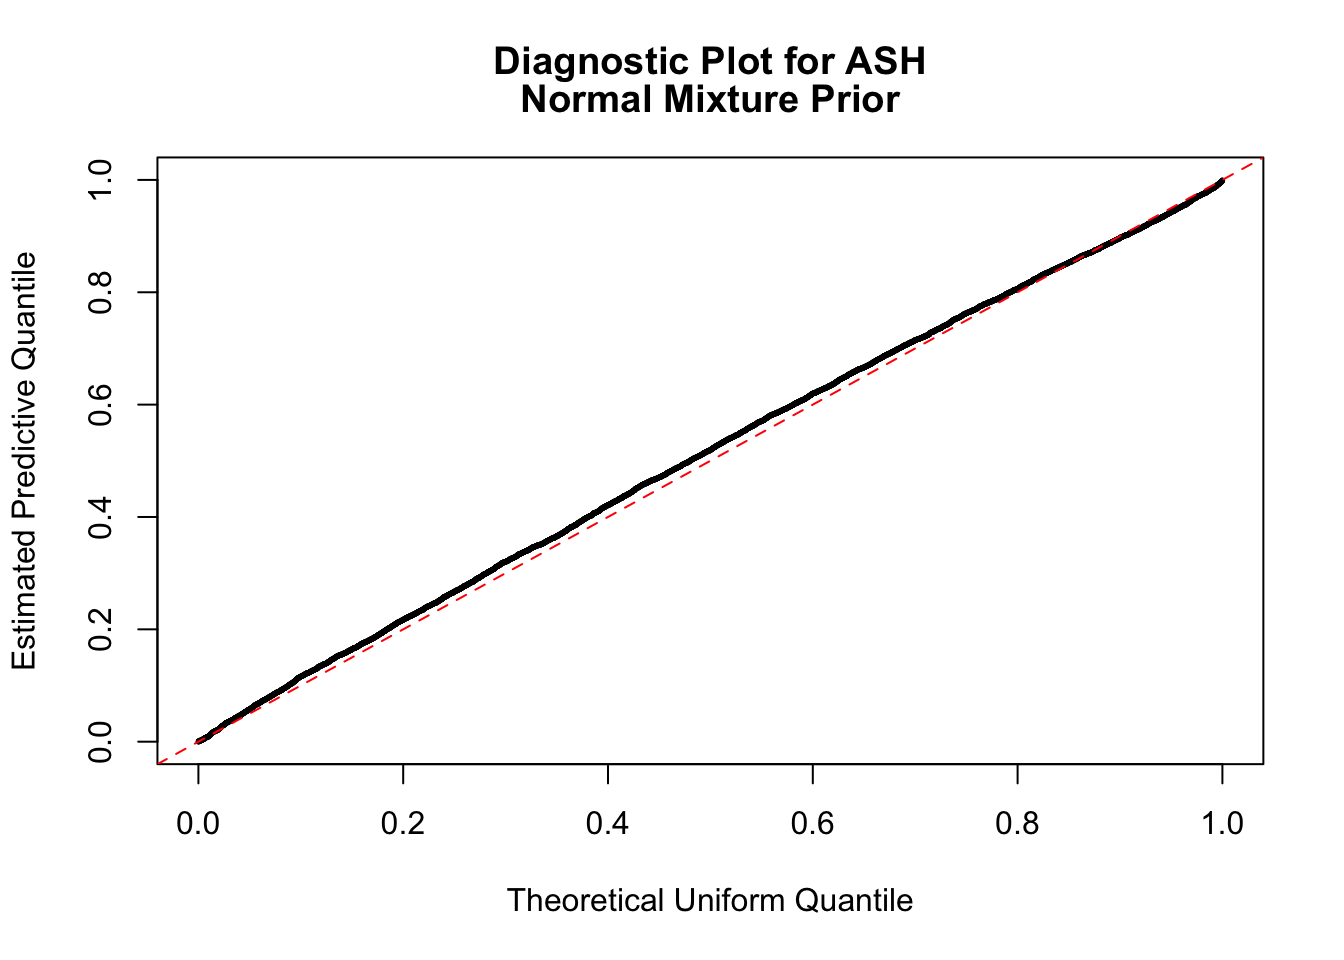 Diagnostic Plot for ASH
Normal Mixture Prior
Estimated Predictive Quantile
1.0
0.8
0.6
0.4
0.2
0.0
0.0 0.2 0.4 0.6 0.8 1.0
Theoretical Uniform Quantile